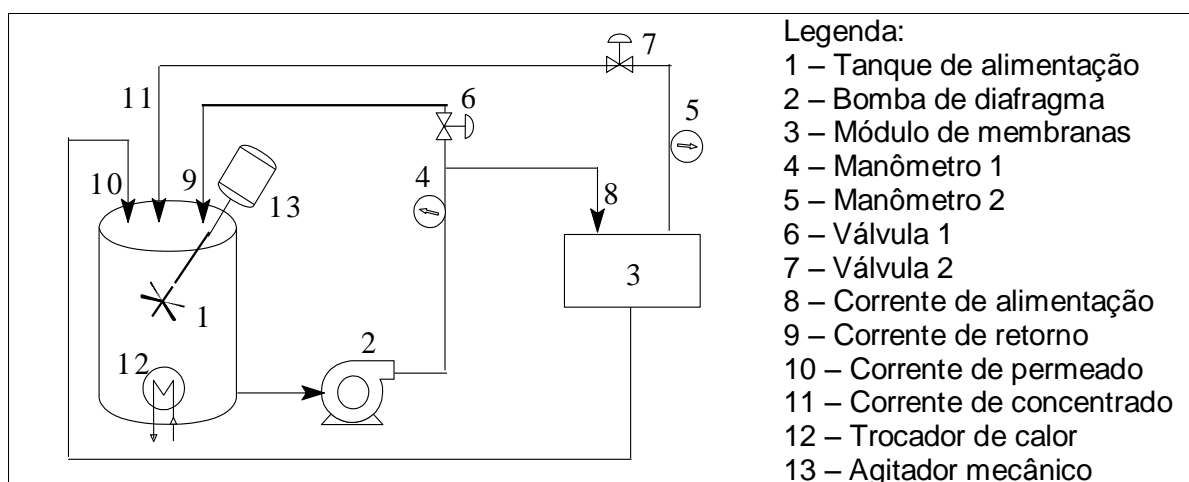 7
11
6
5
10
9
4
8
13
3
1
2
12
Legenda:
1 – Tanque de alimentação
2 – Bomba de diafragma
3 – Módulo de membranas
4 – Manômetro 1
5 – Manômetro 2
6 – Válvula 1
7 – Válvula 2
8 – Corrente de alimentação
9 – Corrente de retorno
10 – Corrente de permeado
11 – Corrente de concentrado
12 – Trocador de calor
13 – Agitador mecânico